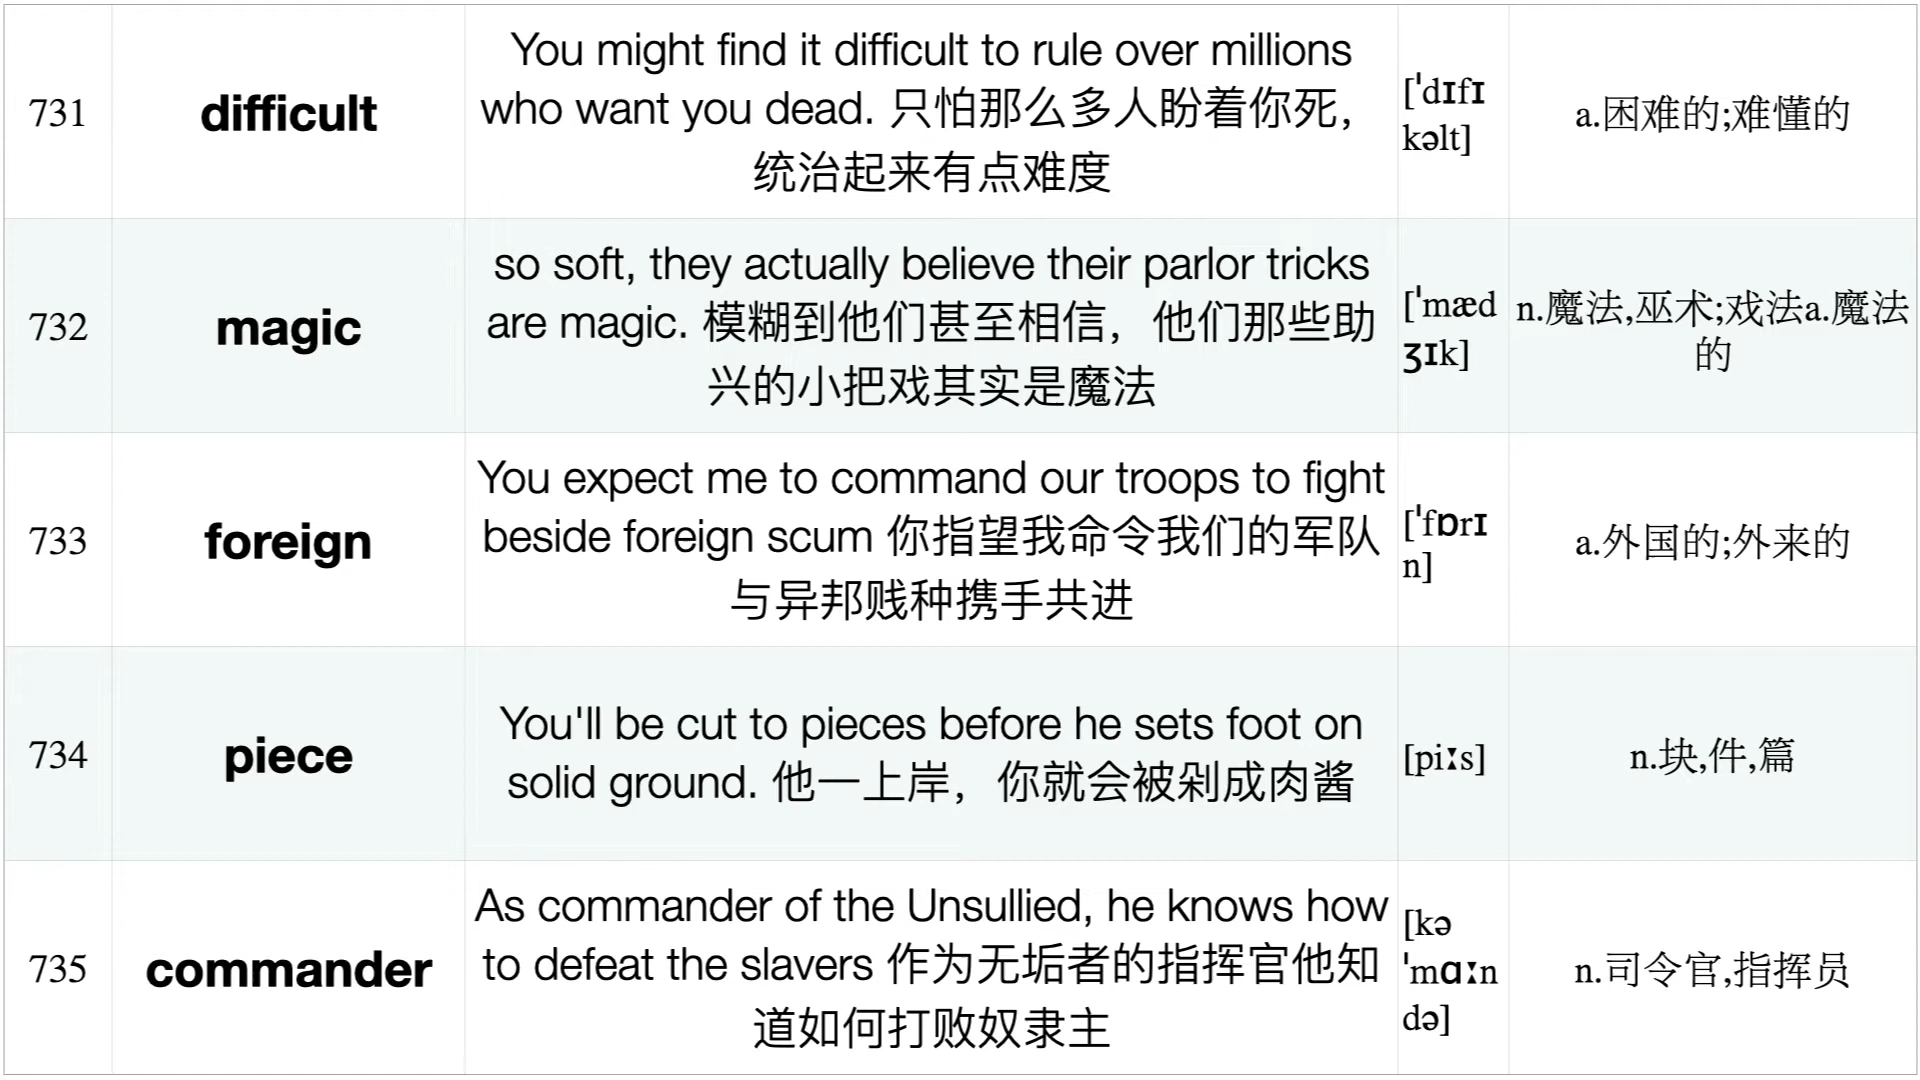 731
difficult
You might find it difficult to rule over millions
who want you dead. 只怕那么多人盼着你死，
统治起来有点难度
[ˈdɪfɪ
kəlt]
a.困难的;难懂的
732
magic
so soft, they actually believe their parlor tricks
are magic. 模糊到他们甚至相信，他们那些助
兴的小把戏其实是魔法
[ˈmæd
ʒɪk]
n.魔法,巫术;戏法a.魔法
的
733
foreign
You expect me to command our troops to fight
beside foreign scum 你指望我命令我们的军队
与异邦贱种携手共进
[ˈfɒrɪ
n]
a.外国的;外来的
734
piece
You'll be cut to pieces before he sets foot on
solid ground. 他一上岸，你就会被剁成肉酱
[piːs]
n.块,件,篇
735
commander
As commander of the Unsullied, he knows how
to defeat the slavers 作为无垢者的指挥官他知
道如何打败奴隶主
[kə
ˈmɑːn
də]
n.司令官,指挥员